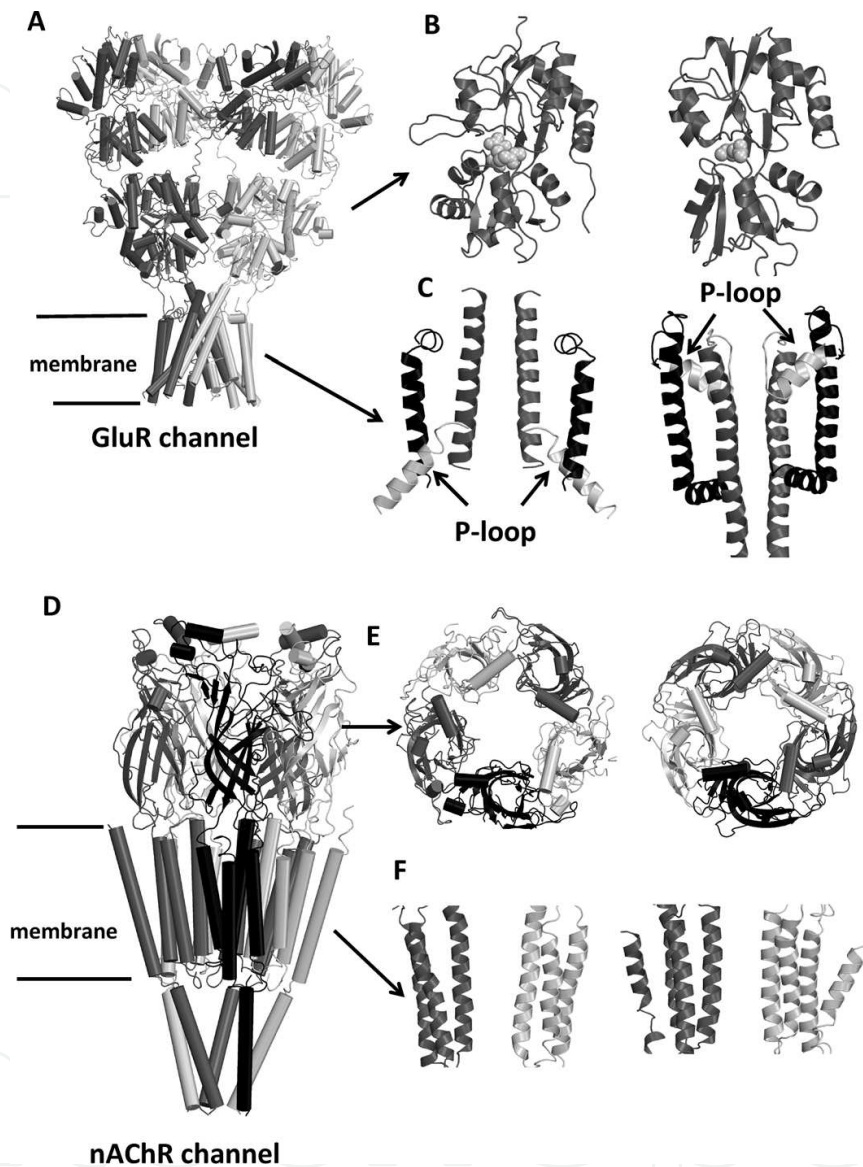 A
B
C
P-loop
membrane
GluR channel
P-loop
D
E
F
membrane
nAChR channel